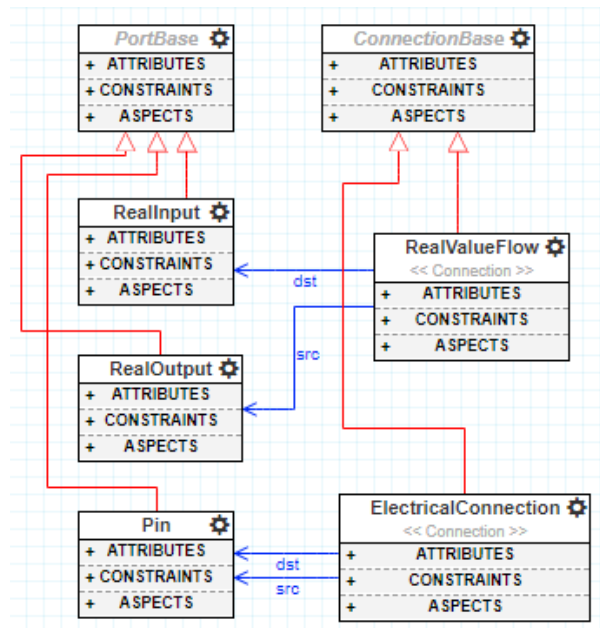 PortBase
+ ATTRIBUTES
+ CONSTRAINTS
+ ASPECTS
ConnectionBase
+ ATTRIBUTES
+ CONSTRAINTS
+ ASPECTS
RealInput
+ ATTRIBUTES
+ CONSTRAINTS
+ ASPECTS
RealValueFlow
<< Connection >>
+ ATTRIBUTES
+ CONSTRAINTS
+ ASPECTS
dst
src
RealOutput
+ ATTRIBUTES
+ CONSTRAINTS
+ ASPECTS
Pin
+ ATTRIBUTES
+ CONSTRAINTS
+ ASPECTS
dst
src
ElectricalConnection
<< Connection >>
+ ATTRIBUTES
+ CONSTRAINTS
+ ASPECTS